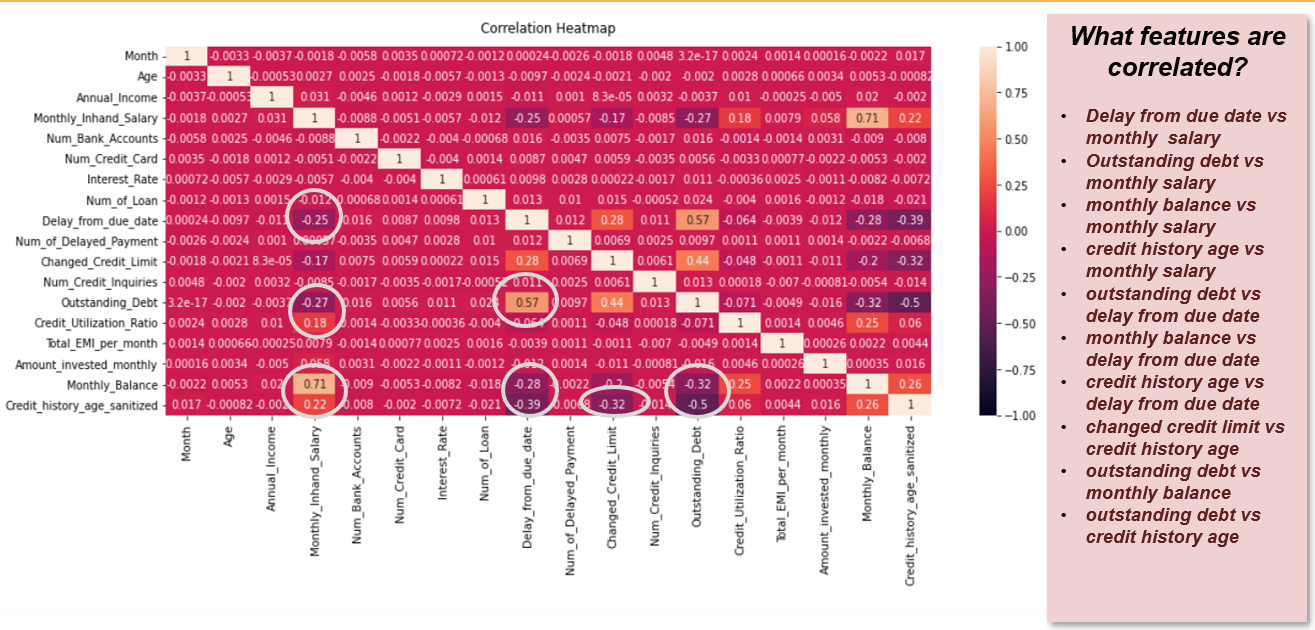 Correlation Heatmap
Month 1 -0.0033 -0.0037 -0.0018 -0.0058 0.0035 0.00072 -0.0012 0.00024 -0.0026 -0.0018 0.0048 3.2e-17 0.0024 0.0014 0.00016 -0.0022 0.017
Age -0.0033 1 -0.00053 0.0027 0.0025 -0.0018 -0.0057 -0.0013 -0.0097 -0.0024 -0.0021 -0.002 -0.002 0.0028 0.00066 0.0034 0.0053 -0.00082
Annual_Income -0.0037 -0.00053 1 0.031 -0.0046 0.0012 -0.0029 0.0015 -0.011 0.001 8.3e-05 0.0032 -0.0037 0.01 -0.00025 -0.005 0.02 -0.002
Monthly_Inhand_Salary -0.0018 0.0027 0.031 1 -0.0088 -0.0051 -0.0057 -0.012 -0.25 0.00057 -0.17 -0.0085 -0.27 0.18 0.0079 0.058 0.71 0.22
Num_Bank_Accounts -0.0058 0.0025 -0.0046 -0.0088 1 -0.0022 -0.004 -0.00068 0.016 -0.0035 0.0075 -0.0017 0.016 -0.0014 -0.0014 0.0031 -0.009 -0.008
Num_Credit_Card 0.0035 -0.0018 0.0012 -0.0051 -0.0022 1 -0.004 0.0014 0.0087 0.0047 0.0059 -0.0035 0.0056 -0.0033 0.00077 -0.0022 -0.0053 -0.002
Interest_Rate 0.00072 -0.0057 -0.0029 -0.0057 -0.004 -0.004 1 0.00061 0.0098 0.0028 0.00022 -0.0017 0.011 -0.00036 0.0025 -0.0011 -0.0082 -0.0072
Num_of_Loan -0.0012 -0.0013 0.0015 -0.012 -0.00068 0.0014 0.00061 1 0.013 0.01 0.015 -0.00052 0.024 -0.004 0.0016 -0.0012 -0.018 -0.021
Delay_from_due_date 0.00024 -0.0097 -0.011 -0.25 0.016 0.0087 0.0098 0.013 1 0.012 0.28 0.011 0.57 -0.064 -0.0039 -0.012 -0.28 -0.39
Num_of_Delayed_Payment -0.0026 -0.0024 0.001 0.00057 -0.0035 0.0047 0.0028 0.01 0.012 1 0.0069 0.0025 0.0097 0.0011 0.0011 0.0014 -0.0022 -0.0068
Changed_Credit_Limit -0.0018 -0.0021 8.3e-05 -0.17 0.0075 0.0059 0.00022 0.015 0.28 0.0069 1 0.0061 0.44 -0.048 -0.0011 -0.011 -0.2 -0.32
Num_Credit_Inquiries 0.0048 -0.002 0.0032 -0.0085 -0.0017 -0.0035 -0.0017 -0.00052 0.011 0.0025 0.0061 1 0.013 0.00018 -0.007 -0.00081 -0.0054 -0.014
Outstanding_Debt 3.2e-17 -0.002 -0.0037 -0.27 0.016 0.0056 0.011 0.024 0.57 0.0097 0.44 0.013 1 -0.071 -0.0049 -0.016 -0.32 -0.5
Credit_Utilization_Ratio 0.0024 0.0028 0.01 0.18 -0.0014 -0.0033 -0.00036 -0.004 -0.064 0.0011 -0.048 0.00018 -0.071 1 0.0014 0.0046 0.25 0.06
Total_EMI_per_month 0.0014 0.00066 -0.00025 0.0079 -0.0014 0.00077 0.0025 0.0016 -0.0039 0.0011 -0.0011 -0.007 -0.0049 0.0014 1 0.00026 0.0022 0.0044
Amount_invested_monthly 0.00016 0.0034 -0.005 0.058 0.0031 -0.0022 -0.0011 -0.0012 -0.012 0.0014 -0.011 -0.00081 -0.016 0.0046 0.00026 1 0.00035 0.016
Monthly_Balance -0.0022 0.0053 0.02 0.71 -0.009 -0.0053 -0.0082 -0.018 -0.28 -0.0022 -0.2 -0.0054 -0.32 0.25 0.0022 0.00035 1 0.26
Credit_history_age_sanitized 0.017 -0.00082 -0.002 0.22 -0.008 -0.002 -0.0072 -0.021 -0.39 -0.0068 -0.32 -0.014 -0.5 0.06 0.0044 0.016 0.26 1
Month
Age
Annual_Income
Monthly_Inhand_Salary
Num_Bank_Accounts
Num_Credit_Card
Interest_Rate
Num_of_Loan
Delay_from_due_date
Num_of_Delayed_Payment
Changed_Credit_Limit
Num_Credit_Inquiries
Outstanding_Debt
Credit_Utilization_Ratio
Total_EMI_per_month
Amount_invested_monthly
Monthly_Balance
Credit_history_age_sanitized
1.00
0.75
0.50
0.25
0.00
−0.25
−0.50
−0.75
−1.00
What features are
correlated?
• Delay from due date vs
monthly salary
• Outstanding debt vs
monthly salary
• monthly balance vs
monthly salary
• credit history age vs
monthly salary
• outstanding debt vs
delay from due date
• monthly balance vs
delay from due date
• credit history age vs
delay from due date
• changed credit limit vs
credit history age
• outstanding debt vs
monthly balance
• outstanding debt vs
credit history age